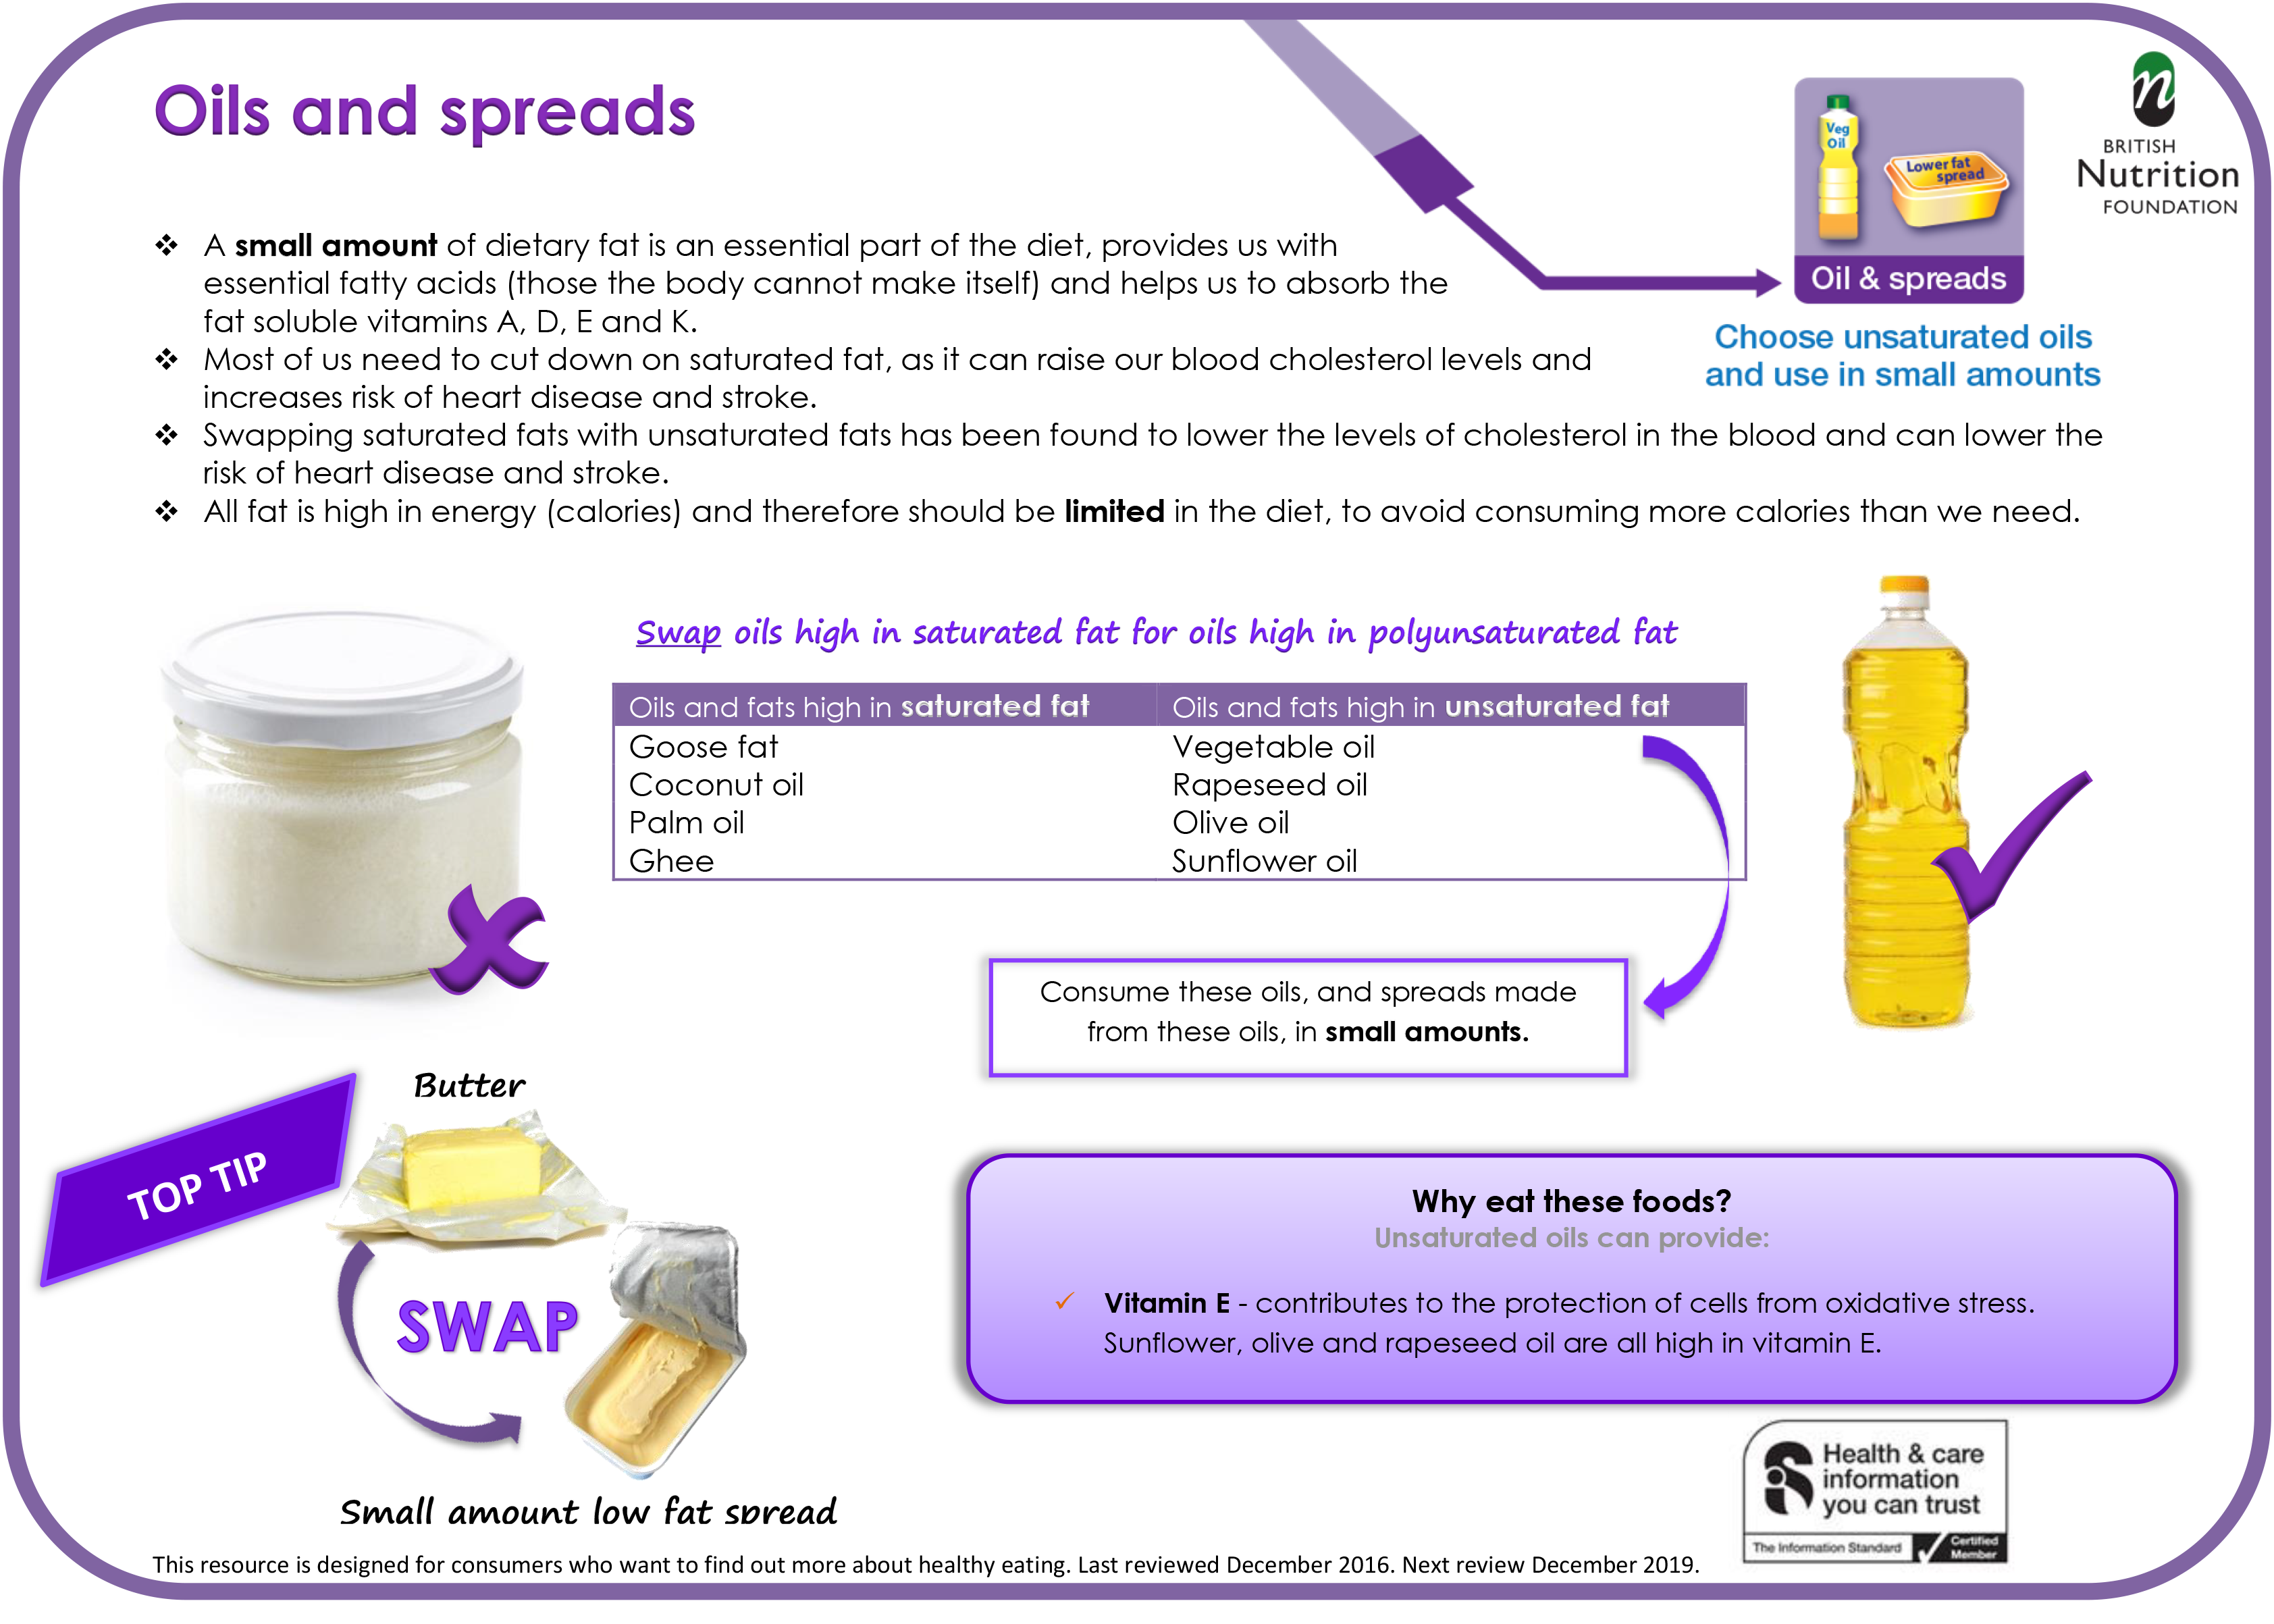 Oils and spreads
Veg
Oil
Lower fat
spread
Oil & spreads
BRITISH
Nutrition
FOUNDATION
Choose unsaturated oils
and use in small amounts
❖ A small amount of dietary fat is an essential part of the diet, provides us with
essential fatty acids (those the body cannot make itself) and helps us to absorb the
fat soluble vitamins A, D, E and K.
❖ Most of us need to cut down on saturated fat, as it can raise our blood cholesterol levels and
increases risk of heart disease and stroke.
❖ Swapping saturated fats with unsaturated fats has been found to lower the levels of cholesterol in the blood and can lower the
risk of heart disease and stroke.
❖ All fat is high in energy (calories) and therefore should be limited in the diet, to avoid consuming more calories than we need.
Swap oils high in saturated fat for oils high in polyunsaturated fat
Oils and fats high in saturated fat
Goose fat
Coconut oil
Palm oil
Ghee
Oils and fats high in unsaturated fat
Vegetable oil
Rapeseed oil
Olive oil
Sunflower oil
Consume these oils, and spreads made
from these oils, in small amounts.
TOP TIP
Butter
SWAP
Small amount low fat spread
Why eat these foods?
Unsaturated oils can provide:
✓ Vitamin E - contributes to the protection of cells from oxidative stress.
Sunflower, olive and rapeseed oil are all high in vitamin E.
Health & care
information
you can trust
The Information Standard
Certified
Member
This resource is designed for consumers who want to find out more about healthy eating. Last reviewed December 2016. Next review December 2019.